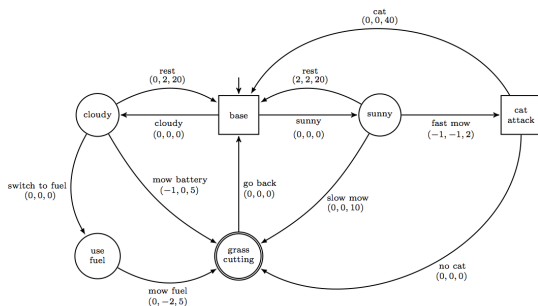 cat
(0, 0, 40)
rest
(0, 2, 20)
rest
(2, 2, 20)
cloudy
cloudy
(0, 0, 0)
base
sunny
(0, 0, 0)
sunny
fast mow
(−1, −1, 2)
cat
attack
switch to fuel
(0, 0, 0)
mow battery
(−1, 0, 5)
go back
(0, 0, 0)
slow mow
(0, 0, 10)
use
fuel
mow fuel
(0, −2, 5)
grass
cutting
no cat
(0, 0, 0)